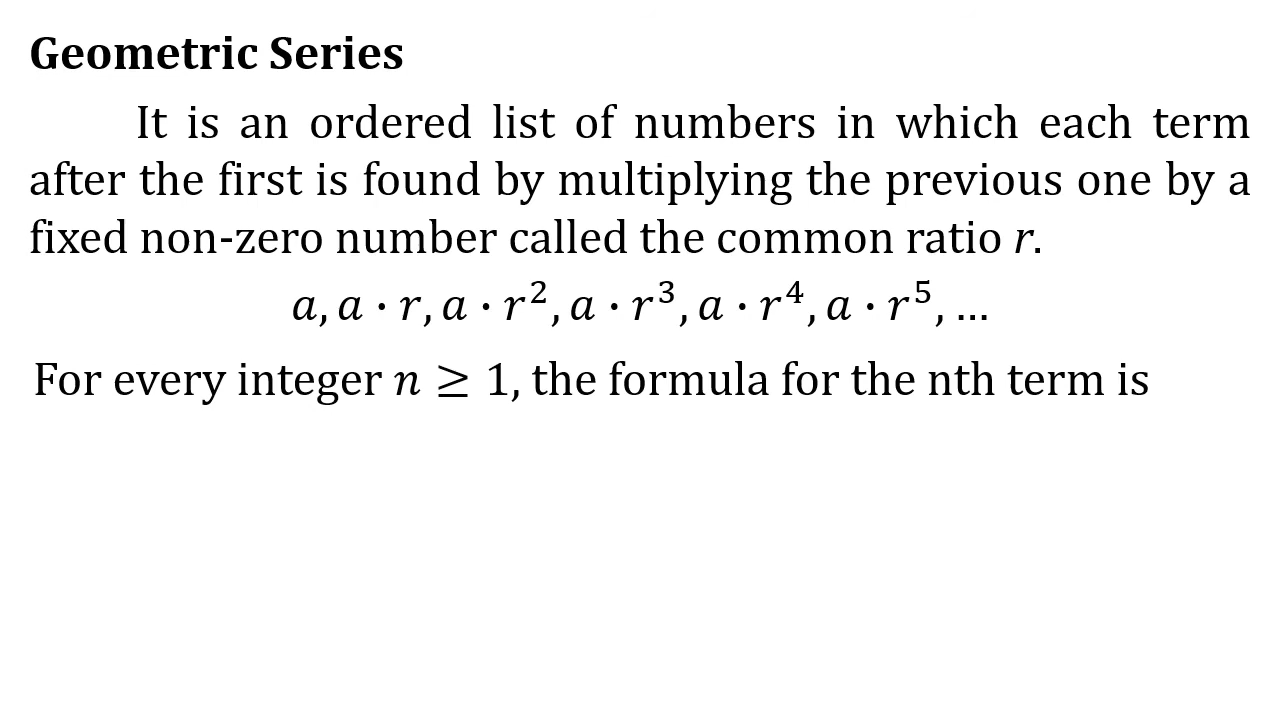 Geometric Series
It is an ordered list of numbers in which each term
after the first is found by multiplying the previous one by a
fixed non-zero number called the common ratio r.
a, a · r, a · r², a · r³, a · r⁴, a · r⁵, …
For every integer n ≥ 1, the formula for the nth term is